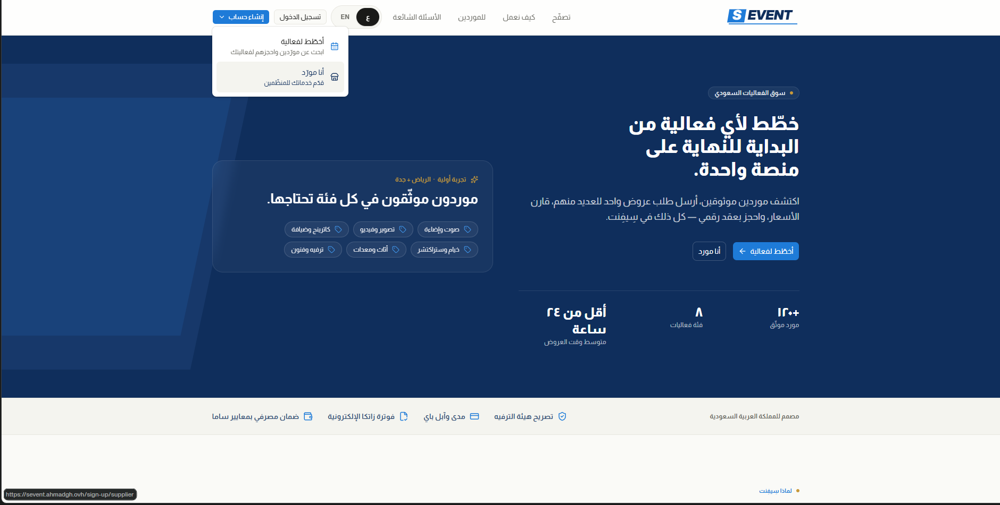 S EVENT
تصفّح
كيف نعمل
للموردين
الأسئلة الشائعة
ع
EN
تسجيل الدخول
إنشاء حساب
أخطّط لفعالية
ابحث عن مورّدين واحجزهم لفعاليتك
أنا مورّد
قدّم خدماتك للمنظّمين
سوق الفعاليات السعودي
خطّط لأي فعالية من
البداية للنهاية على
منصة واحدة.
اكتشف موردين موثوقين، أرسل طلب عروض واحد للعديد منهم، قارن
الأسعار، واحجز بعقد رقمي — كل ذلك في سِيفِنت.
أخطّط لفعالية
أنا مورد
+١٢٠
مورد موثّق
٨
فئة فعاليات
أقل من ٢٤
ساعة
متوسط وقت العروض
تجربة أولية · الرياض + جدة
موردون موثّقون في كل فئة تحتاجها.
صوت وإضاءة
تصوير وفيديو
كاترينج وضيافة
خيام وستراكتشر
أثاث ومعدات
ترفيه وفنون
مصمم للمملكة العربية السعودية
تصريح هيئة الترفيه
مدى وآبل باي
فوترة زاتكا الإلكترونية
ضمان مصرفي بمعايير ساما
لماذا سِيفِنت
https://sevent.ahmadgh.ovh/sign-up/supplier